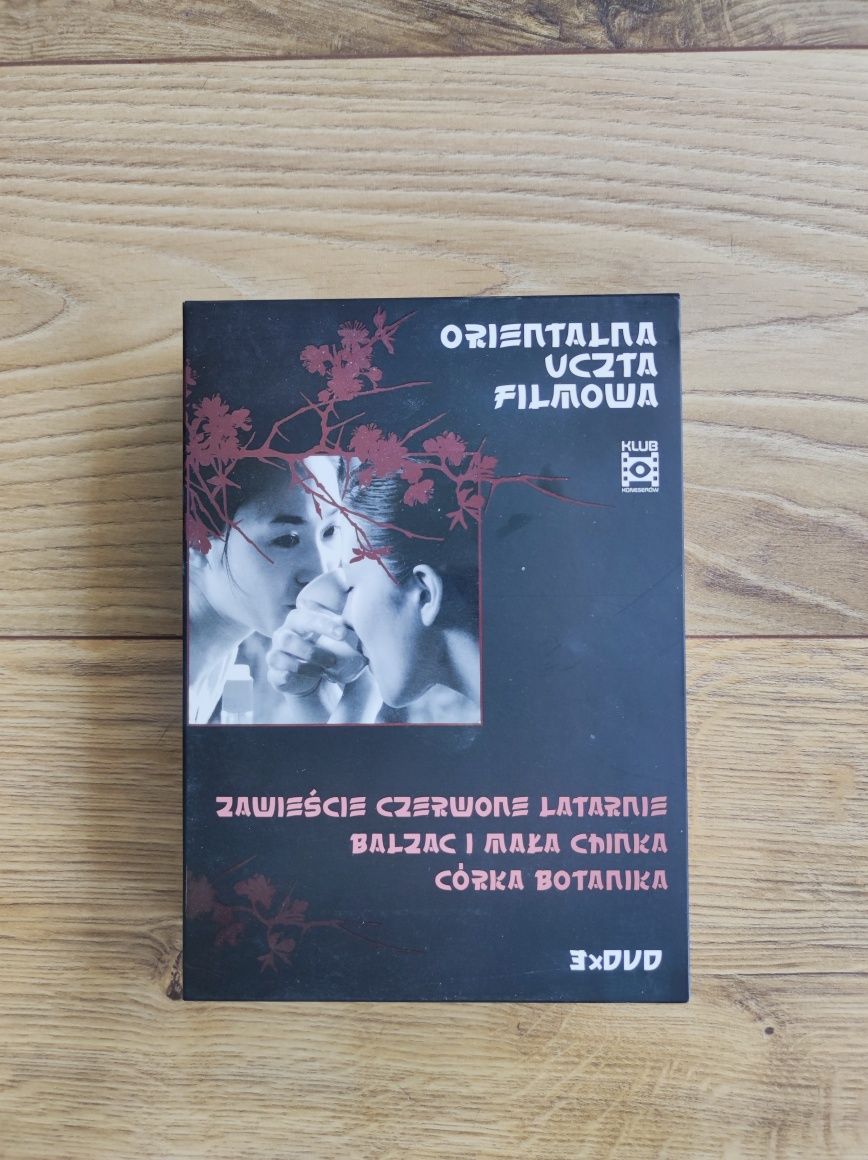 ORIENTALNA
UCZTA
FILMOWA
KLUB
KONESERÓW
ZAWIEŚCIE CZERWONE LATARNIE
BALZAC I MAŁA CHINKA
CÓRKA BOTANIKA
3xDVD